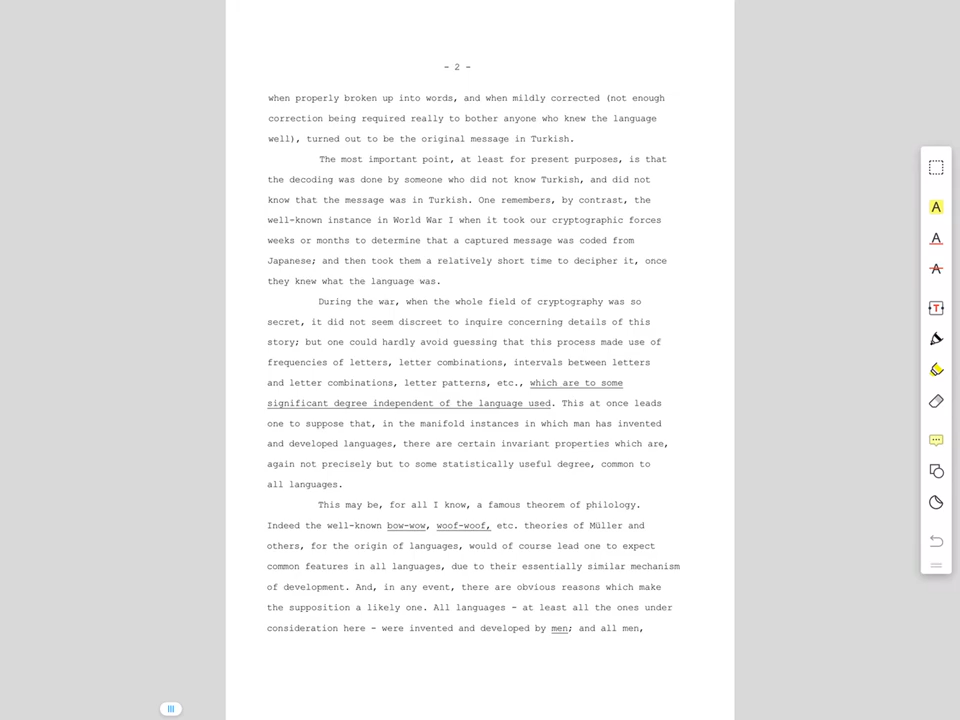 - 2 -
when properly broken up into words, and when mildly corrected (not enough
correction being required really to bother anyone who knew the language
well), turned out to be the original message in Turkish.
The most important point, at least for present purposes, is that
the decoding was done by someone who did not know Turkish, and did not
know that the message was in Turkish. One remembers, by contrast, the
well-known instance in World War I when it took our cryptographic forces
weeks or months to determine that a captured message was coded from
Japanese; and then took them a relatively short time to decipher it, once
they knew what the language was.
During the war, when the whole field of cryptography was so
secret, it did not seem discreet to inquire concerning details of this
story; but one could hardly avoid guessing that this process made use of
frequencies of letters, letter combinations, intervals between letters
and letter combinations, letter patterns, etc., which are to some
significant degree independent of the language used. This at once leads
one to suppose that, in the manifold instances in which man has invented
and developed languages, there are certain invariant properties which are,
again not precisely but to some statistically useful degree, common to
all languages.
This may be, for all I know, a famous theorem of philology.
Indeed the well-known bow-wow, woof-woof, etc. theories of Müller and
others, for the origin of languages, would of course lead one to expect
common features in all languages, due to their essentially similar mechanism
of development. And, in any event, there are obvious reasons which make
the supposition a likely one. All languages - at least all the ones under
consideration here - were invented and developed by men; and all men,
A
A
A
T